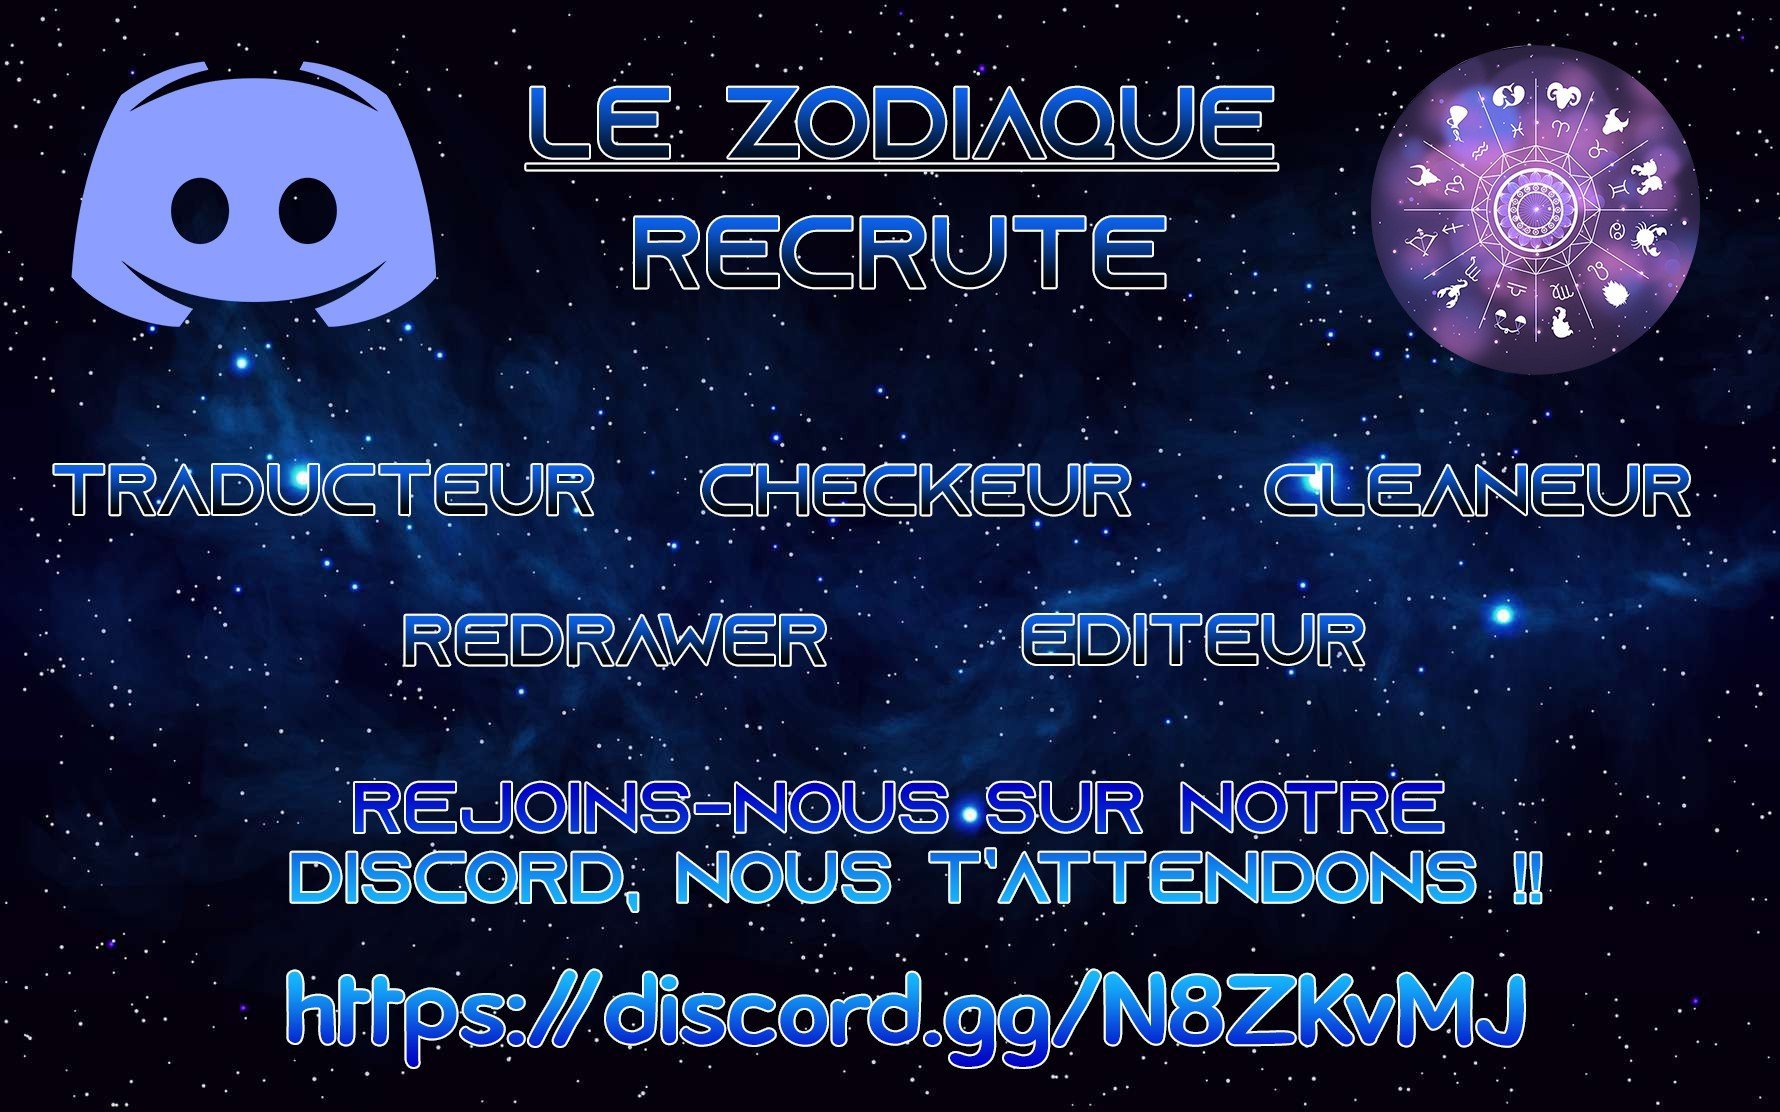 LE ZODIAQUE
RECRUTE
TRADUCTEUR CHECKEUR CLEANEUR
REDRAWER EDITEUR
REJOINS-NOUS SUR NOTRE
DISCORD, NOUS T'ATTENDONS !!
https://discord.gg/N8ZKvMJ